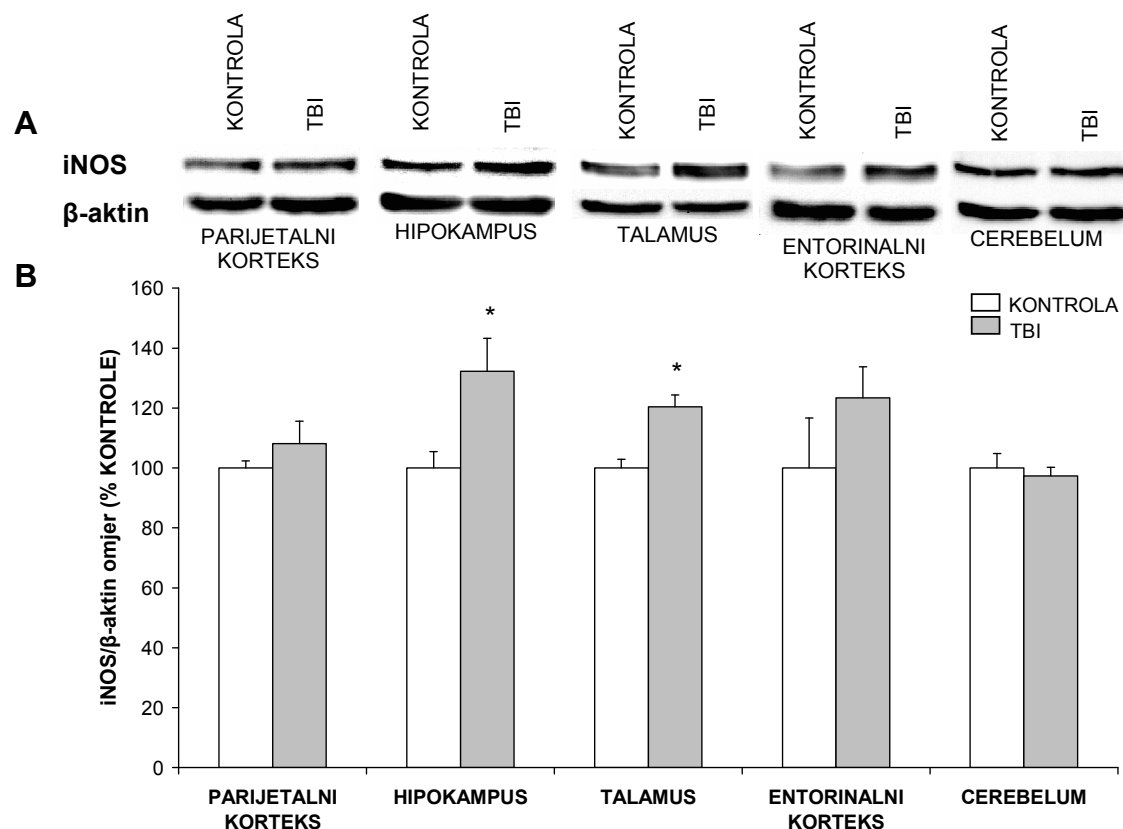 KONTROLA
TBI
KONTROLA
TBI
KONTROLA
TBI
KONTROLA
TBI
KONTROLA
TBI
A
iNOS
β-aktin
PARIJETALNI
KORTEKS
HIPOKAMPUS
TALAMUS
ENTORINALNI
KORTEKS
CEREBELUM
B
iNOS/β-aktin omjer (% KONTROLE)
160
140
120
100
80
60
40
20
0
*
*
KONTROLA
TBI
PARIJETALNI
KORTEKS
HIPOKAMPUS
TALAMUS
ENTORINALNI
KORTEKS
CEREBELUM